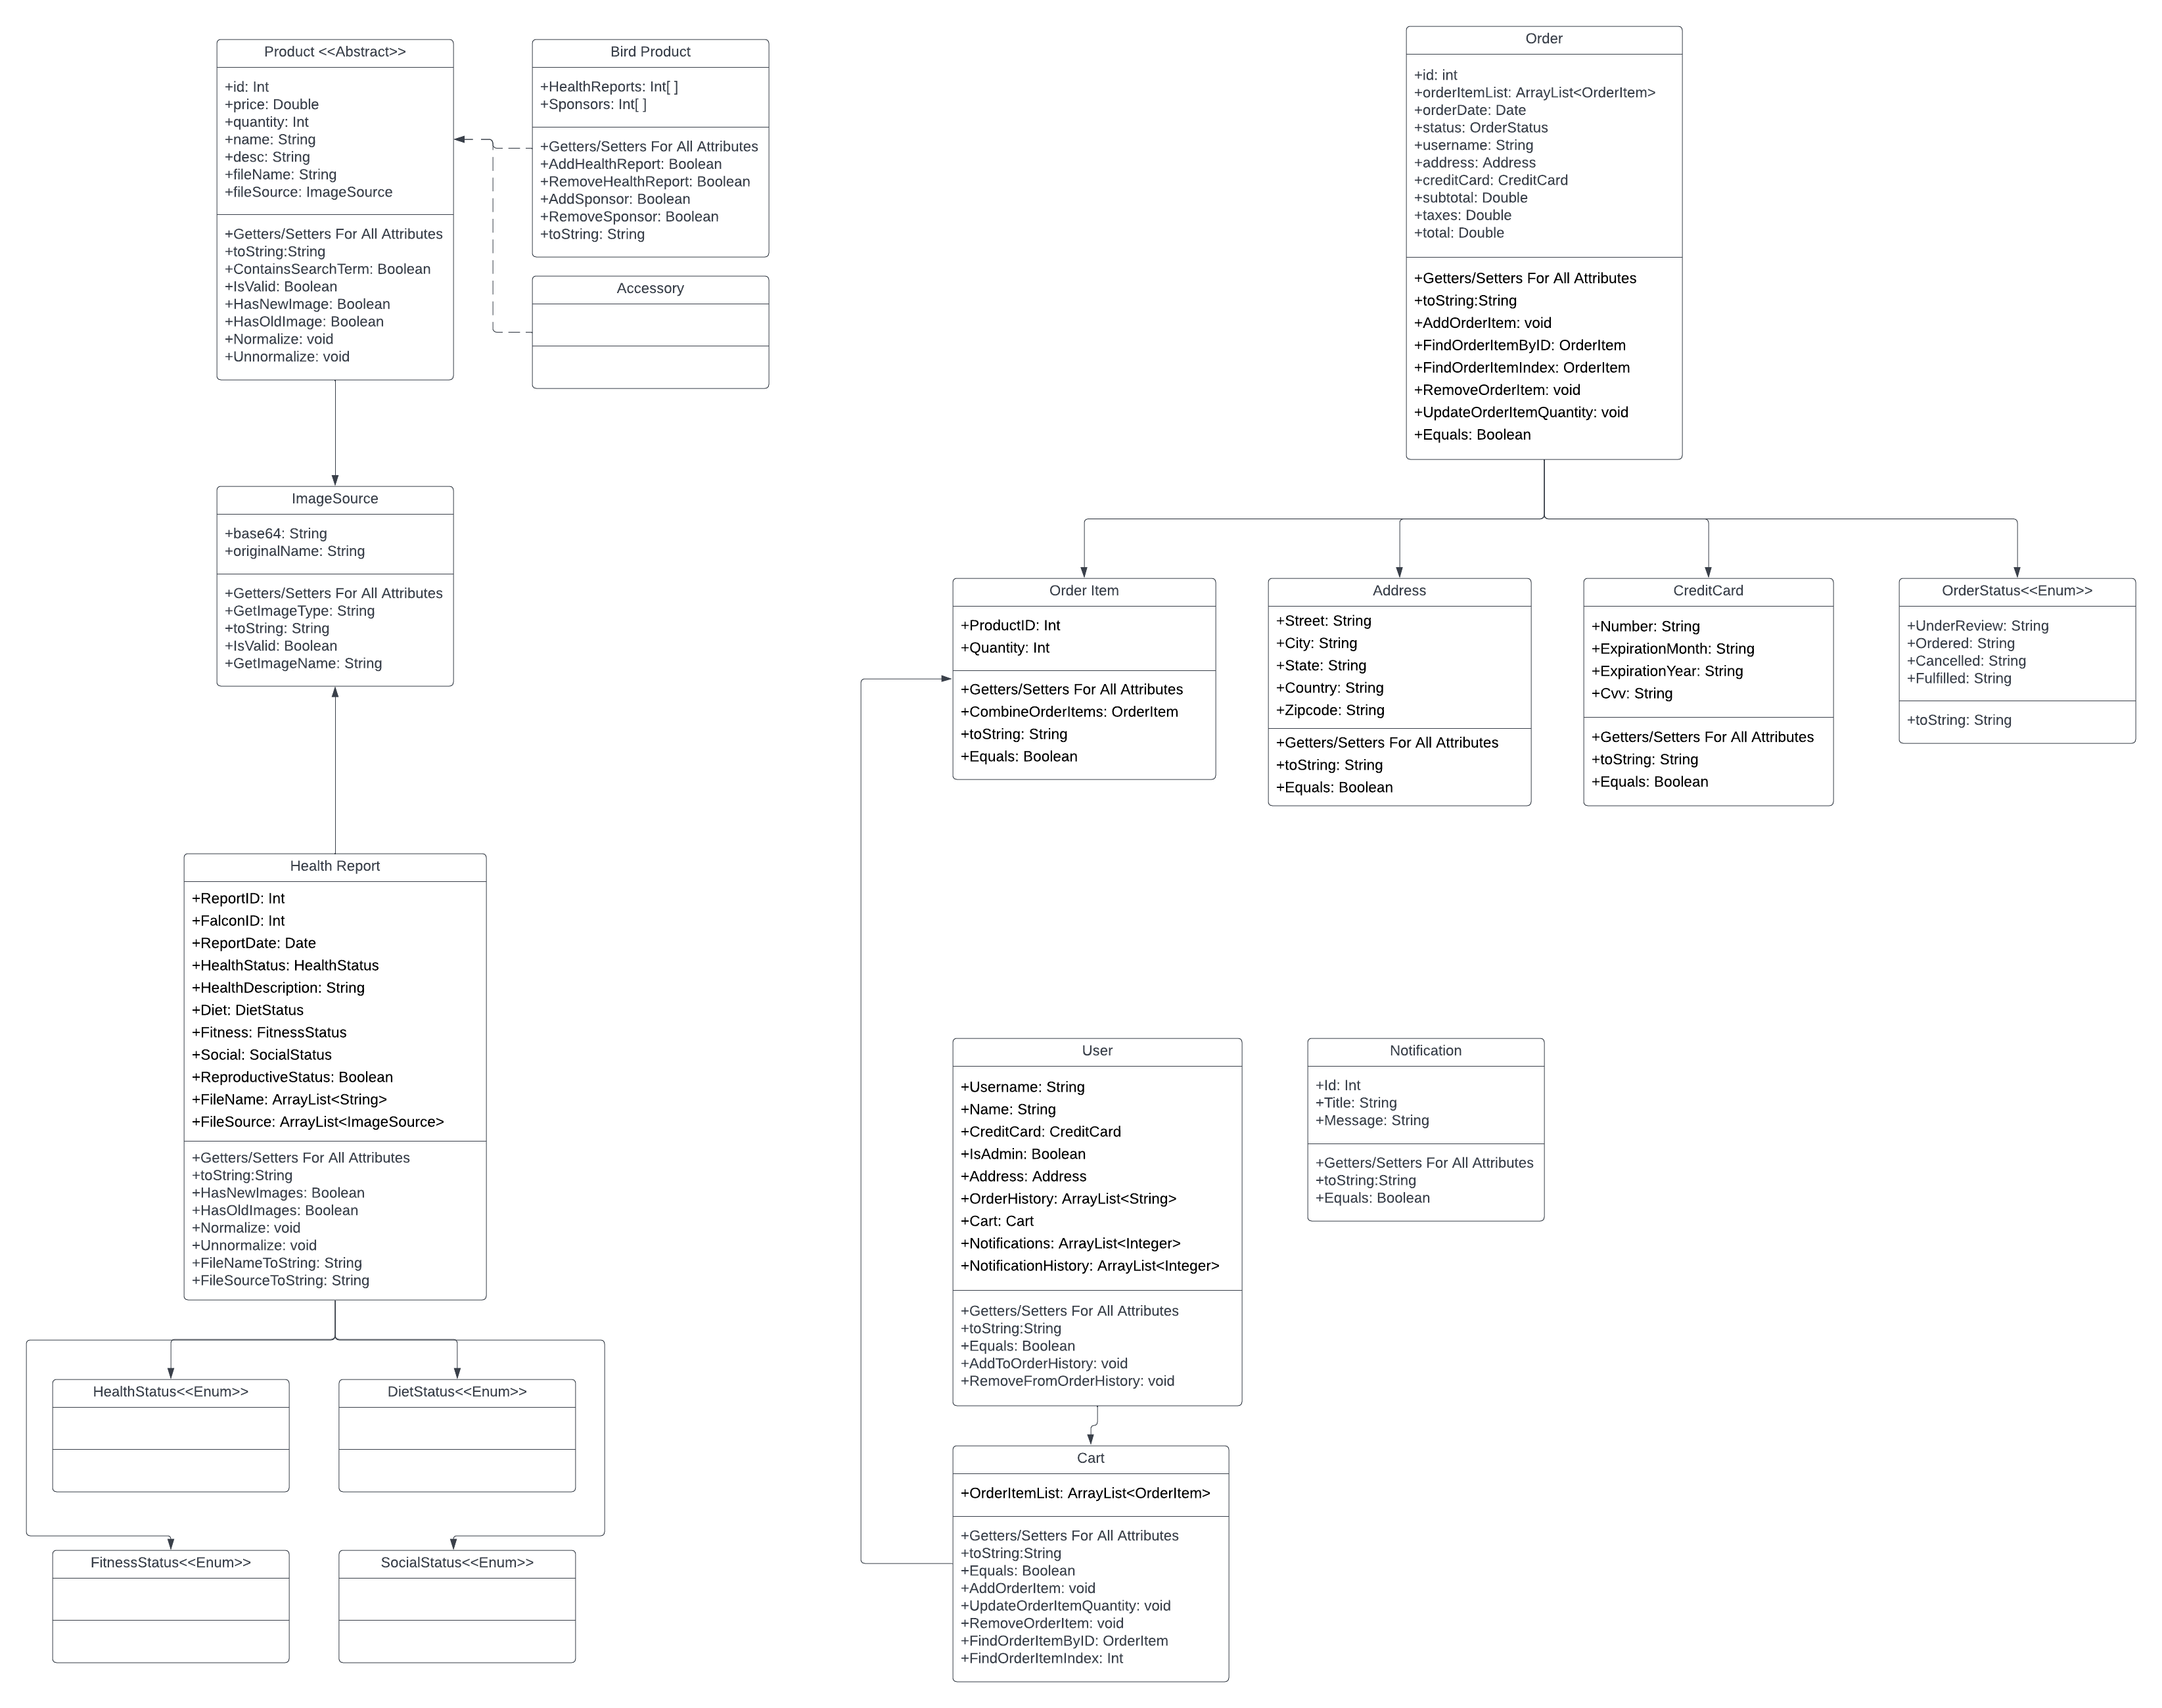 Product <<Abstract>>
+id: Int
+price: Double
+quantity: Int
+name: String
+desc: String
+fileName: String
+fileSource: ImageSource
+Getters/Setters For All Attributes
+toString:String
+ContainsSearchTerm: Boolean
+IsValid: Boolean
+HasNewImage: Boolean
+HasOldImage: Boolean
+Normalize: void
+Unnormalize: void
Bird Product
+HealthReports: Int[ ]
+Sponsors: Int[ ]
+Getters/Setters For All Attributes
+AddHealthReport: Boolean
+RemoveHealthReport: Boolean
+AddSponsor: Boolean
+RemoveSponsor: Boolean
+toString: String
Accessory
ImageSource
+base64: String
+originalName: String
+Getters/Setters For All Attributes
+GetImageType: String
+toString: String
+IsValid: Boolean
+GetImageName: String
Health Report
+ReportID: Int
+FalconID: Int
+ReportDate: Date
+HealthStatus: HealthStatus
+HealthDescription: String
+Diet: DietStatus
+Fitness: FitnessStatus
+Social: SocialStatus
+ReproductiveStatus: Boolean
+FileName: ArrayList<String>
+FileSource: ArrayList<ImageSource>
+Getters/Setters For All Attributes
+toString:String
+HasNewImages: Boolean
+HasOldImages: Boolean
+Normalize: void
+Unnormalize: void
+FileNameToString: String
+FileSourceToString: String
HealthStatus<<Enum>>
DietStatus<<Enum>>
FitnessStatus<<Enum>>
SocialStatus<<Enum>>
Order
+id: int
+orderItemList: ArrayList<OrderItem>
+orderDate: Date
+status: OrderStatus
+username: String
+address: Address
+creditCard: CreditCard
+subtotal: Double
+taxes: Double
+total: Double
+Getters/Setters For All Attributes
+toString:String
+AddOrderItem: void
+FindOrderItemByID: OrderItem
+FindOrderItemIndex: OrderItem
+RemoveOrderItem: void
+UpdateOrderItemQuantity: void
+Equals: Boolean
Order Item
+ProductID: Int
+Quantity: Int
+Getters/Setters For All Attributes
+CombineOrderItems: OrderItem
+toString: String
+Equals: Boolean
Address
+Street: String
+City: String
+State: String
+Country: String
+Zipcode: String
+Getters/Setters For All Attributes
+toString: String
+Equals: Boolean
CreditCard
+Number: String
+ExpirationMonth: String
+ExpirationYear: String
+Cvv: String
+Getters/Setters For All Attributes
+toString: String
+Equals: Boolean
OrderStatus<<Enum>>
+UnderReview: String
+Ordered: String
+Cancelled: String
+Fulfilled: String
+toString: String
User
+Username: String
+Name: String
+CreditCard: CreditCard
+IsAdmin: Boolean
+Address: Address
+OrderHistory: ArrayList<String>
+Cart: Cart
+Notifications: ArrayList<Integer>
+NotificationHistory: ArrayList<Integer>
+Getters/Setters For All Attributes
+toString:String
+Equals: Boolean
+AddToOrderHistory: void
+RemoveFromOrderHistory: void
Notification
+Id: Int
+Title: String
+Message: String
+Getters/Setters For All Attributes
+toString:String
+Equals: Boolean
Cart
+OrderItemList: ArrayList<OrderItem>
+Getters/Setters For All Attributes
+toString:String
+Equals: Boolean
+AddOrderItem: void
+UpdateOrderItemQuantity: void
+RemoveOrderItem: void
+FindOrderItemByID: OrderItem
+FindOrderItemIndex: Int